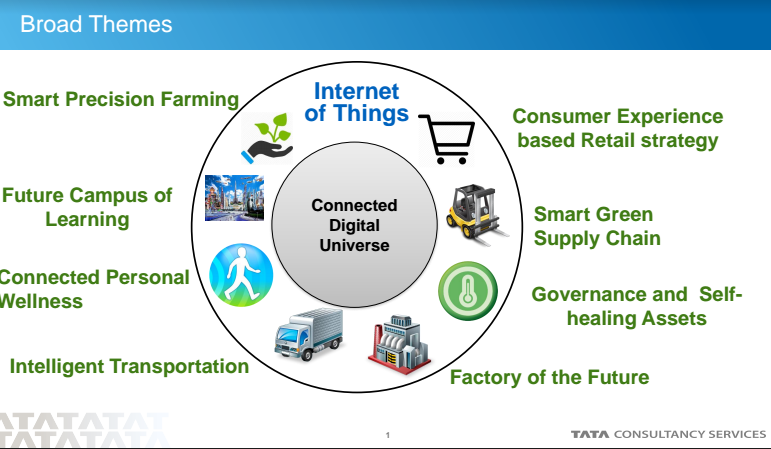 Broad Themes
Internet
of Things
Smart Precision Farming
Consumer Experience
based Retail strategy
Future Campus of
Learning
Connected
Digital
Universe
Smart Green
Supply Chain
Connected Personal
Wellness
Governance and Self-
healing Assets
Intelligent Transportation
Factory of the Future
TATATATAT
TATATATA
1
TATA CONSULTANCY SERVICES